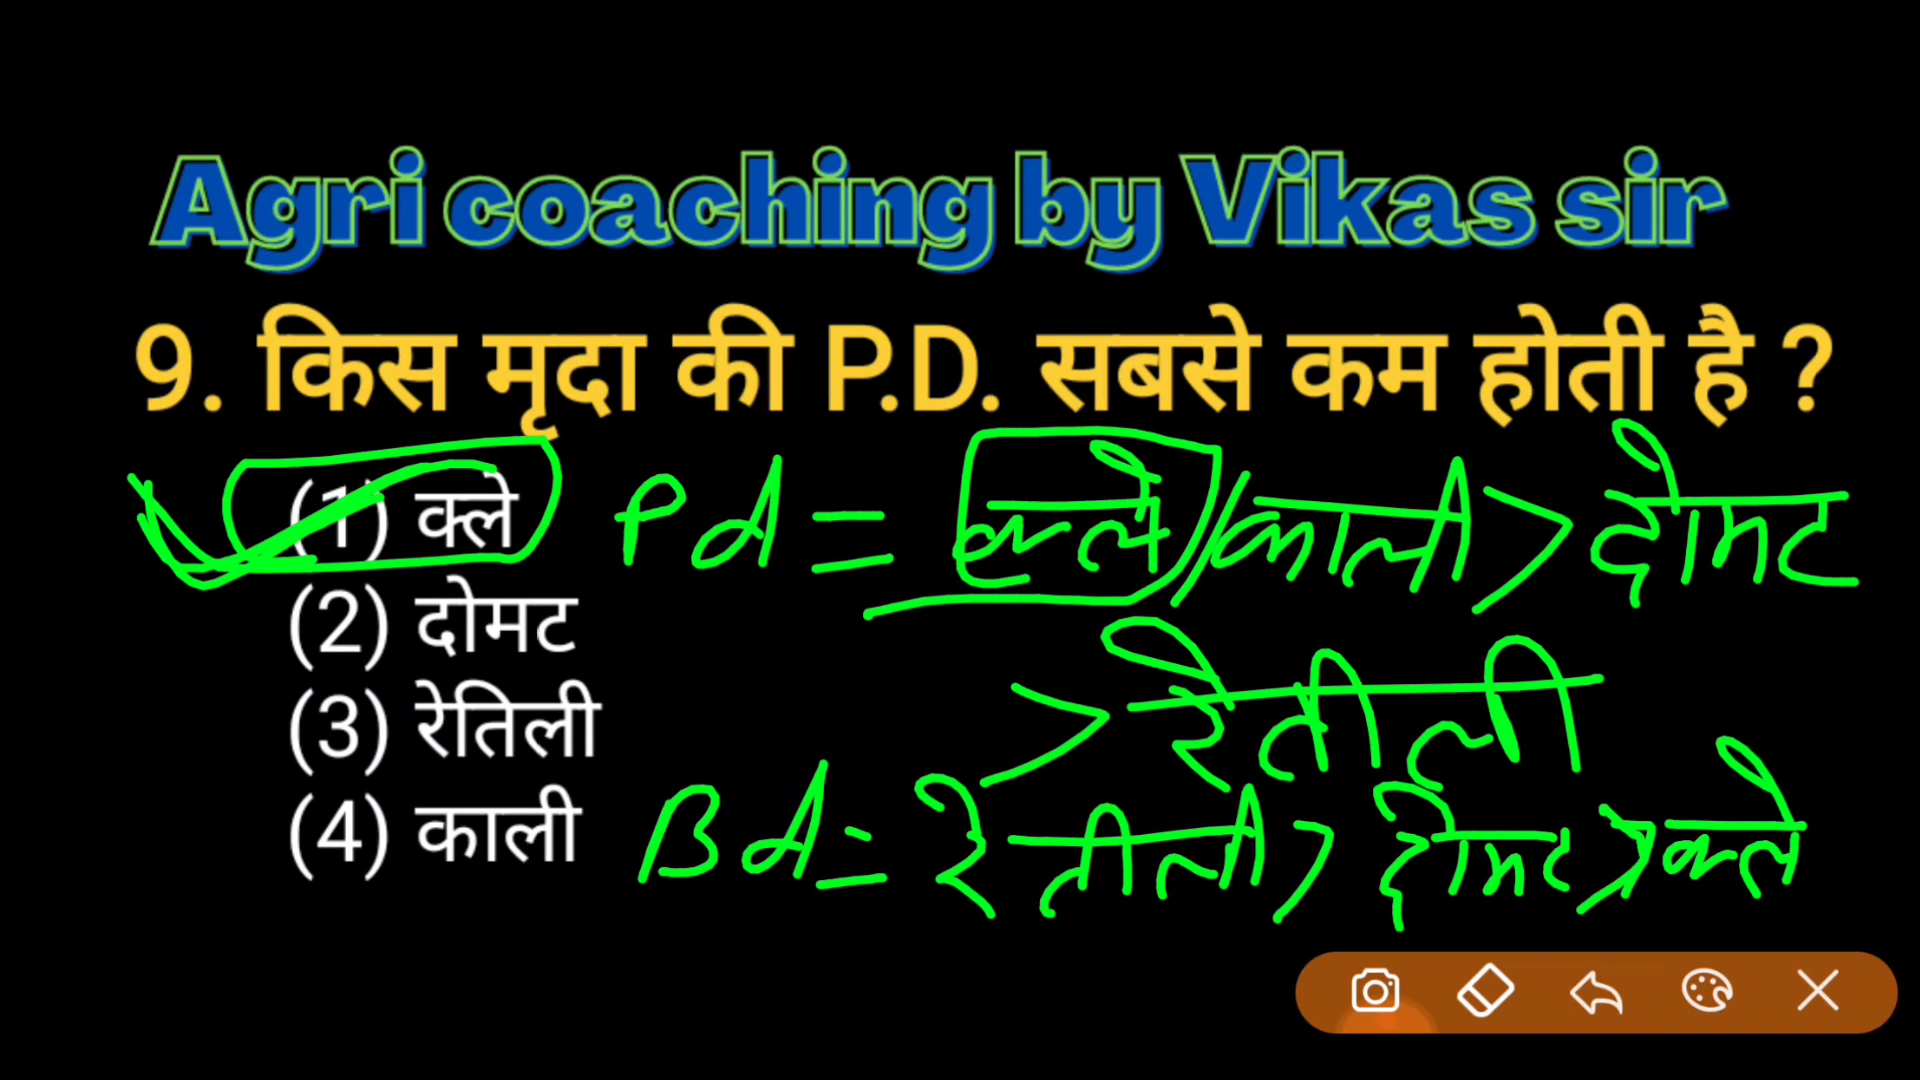 Agri coaching by Vikas sir
9. किस मृदा की P.D. सबसे कम होती है ?
(1) क्ले
Pd = क्ले/काली > दोमट
(2) दोमट
> रेतीली
(3) रेतिली
(4) काली
Bd = रेतीली > दोमट > क्ले